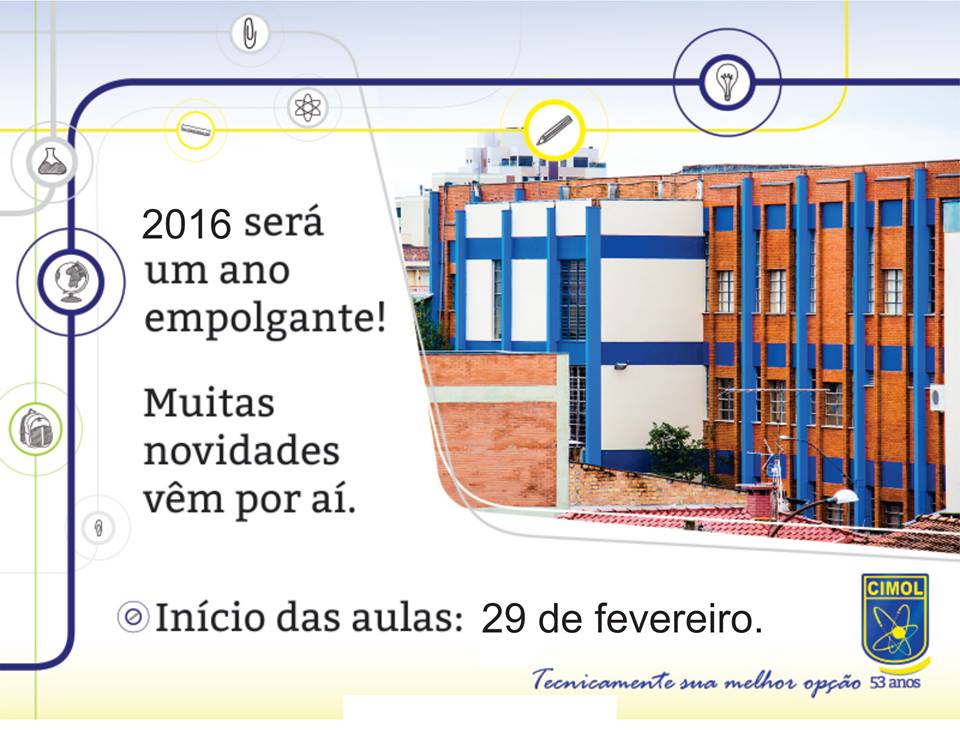 2016 será
um ano
empolgante!
Muitas
novidades
vêm por aí.
Início das aulas: 29 de fevereiro.
CIMOL
Tecnicamente sua melhor opção 53 anos